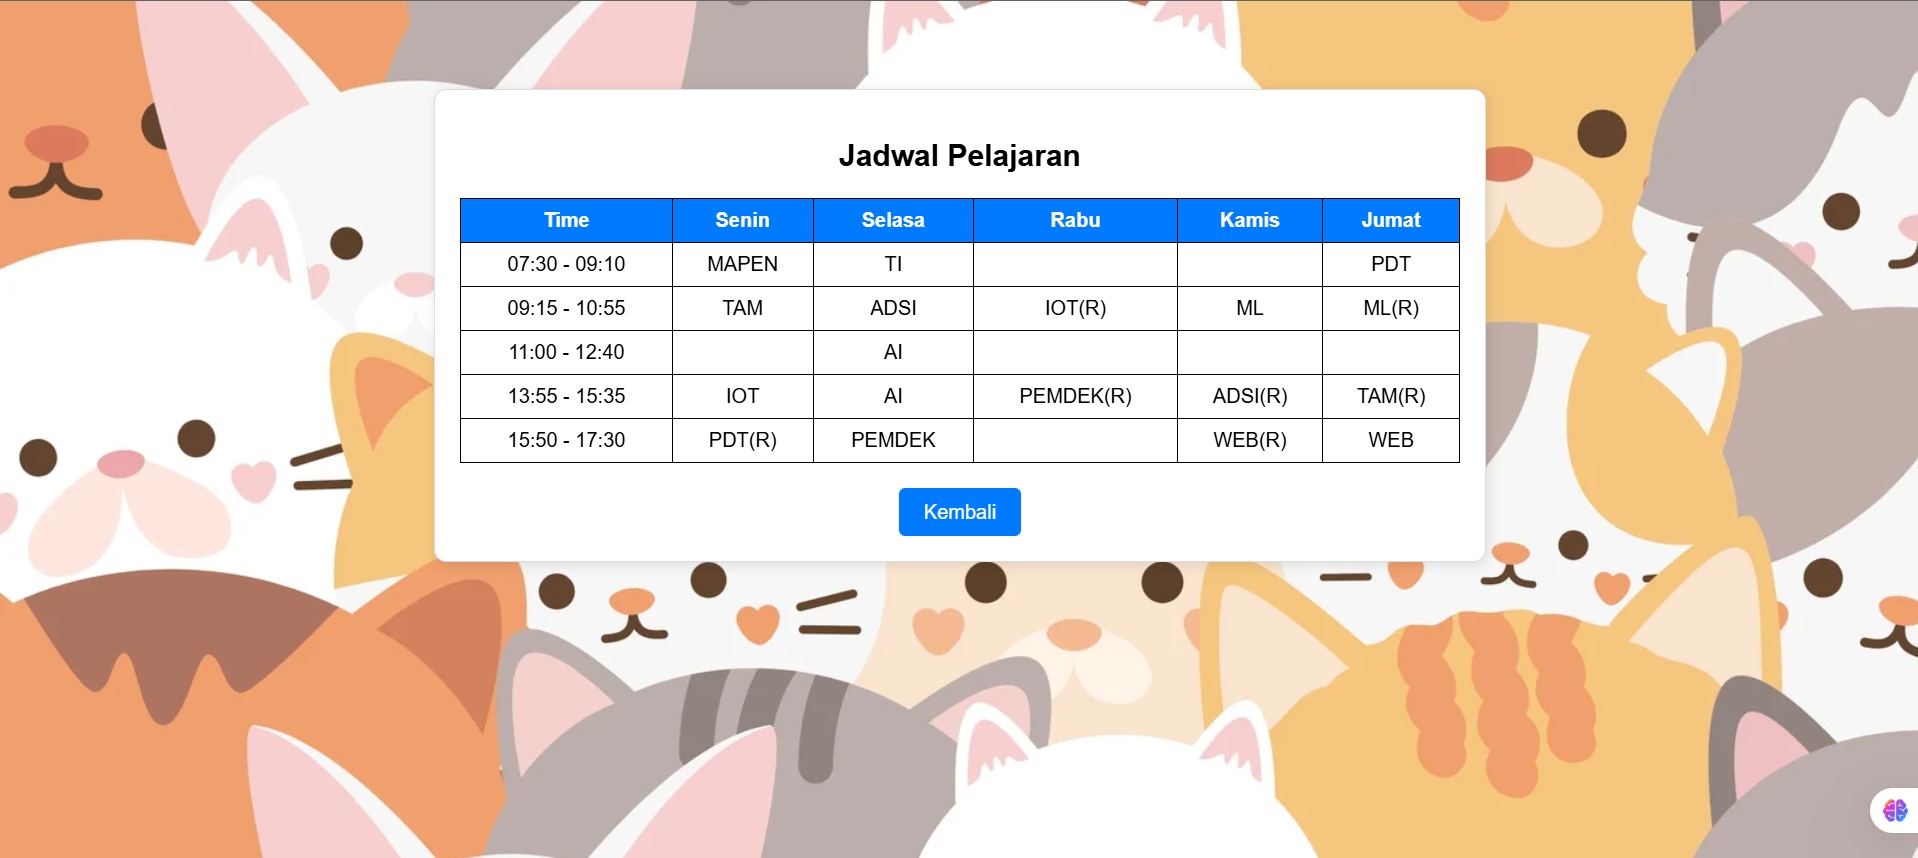 Jadwal Pelajaran
Time Senin Selasa Rabu Kamis Jumat
07:30 - 09:10 MAPEN TI PDT
09:15 - 10:55 TAM ADSI IOT(R) ML ML(R)
11:00 - 12:40 AI
13:55 - 15:35 IOT AI PEMDEK(R) ADSI(R) TAM(R)
15:50 - 17:30 PDT(R) PEMDEK WEB(R) WEB
Kembali